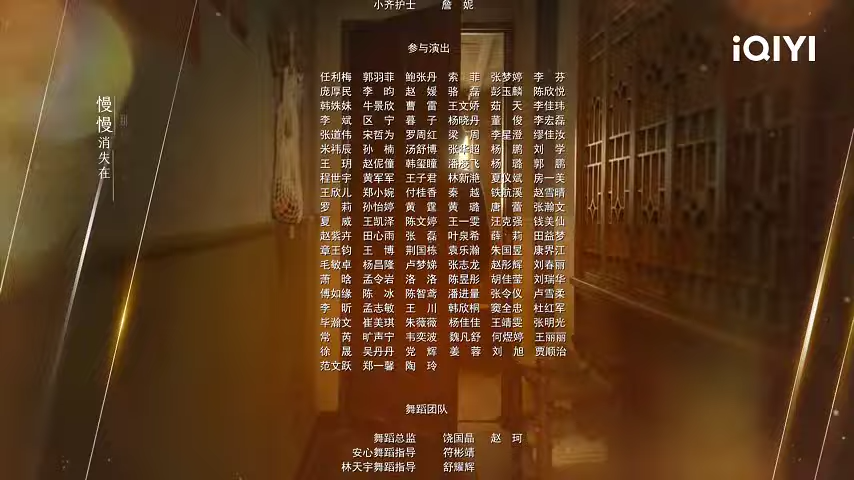 小齐护士 詹妮
iQIYI
参与演出
任利梅 郭羽菲 鲍张丹 索菲 张梦婷 李芬
庞厚民 李昀 赵媛 骆磊 彭玉麟 陈欣悦
韩姝妹 牛景欣 曹雷 王文娇 茹天 李佳玮
李斌 区宁 暮子 杨晓丹 董俊 李宏磊
张道伟 宋哲为 罗周红 梁周 李星澄 缪佳汝
米祎辰 孙楠 汤舒博 张华超 杨鹏 刘学
王玥 赵伲僮 韩玺瞳 潘凌飞 杨璐 郭鹏
程世宇 黄军军 王子君 林新滟 夏仪斌 房一美
王欣儿 郑小婉 付桂香 秦越 铁航溪 赵雪晴
罗莉 孙怡婷 黄霆 黄璐 唐蕾 张瀚文
夏威 王凯泽 陈文婷 王一雯 汪克强 钱美仙
赵紫卉 田心雨 张磊 叶泉希 薛莉 田益梦
章王钧 王博 荆国栋 袁乐瀚 朱国昱 康界江
毛敏卓 杨昌隆 卢梦娣 张志龙 赵彤辉 刘春丽
萧晗 孟令岩 洛洛 陈昱彤 胡佳莹 刘瑞华
傅如缘 陈冰 陈智鸢 潘进量 张令仪 卢雪柔
李昕 孟志敏 王川 韩欣桐 窦全忠 杜红军
毕瀚文 崔美琪 朱薇薇 杨佳佳 王靖雯 张明光
常芮 旷声宁 韦奕波 魏凡舒 何煜婷 王丽丽
徐晟 吴丹丹 党辉 姜蓉 刘旭 贾顺治
范文跃 郑一馨 陶玲
舞蹈团队
舞蹈总监 饶国晶 赵珂
安心舞蹈指导 符彬靖
林天宇舞蹈指导 舒耀辉
慢慢消失在